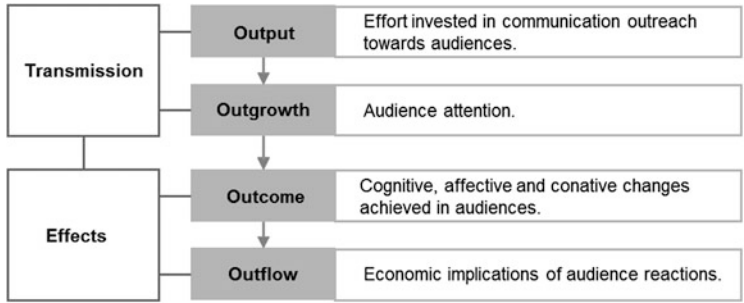 Output
Effort invested in communication outreach
towards audiences.
Transmission
Outgrowth
Audience attention.
Outcome
Cognitive, affective and conative changes
achieved in audiences.
Effects
Outflow
Economic implications of audience reactions.